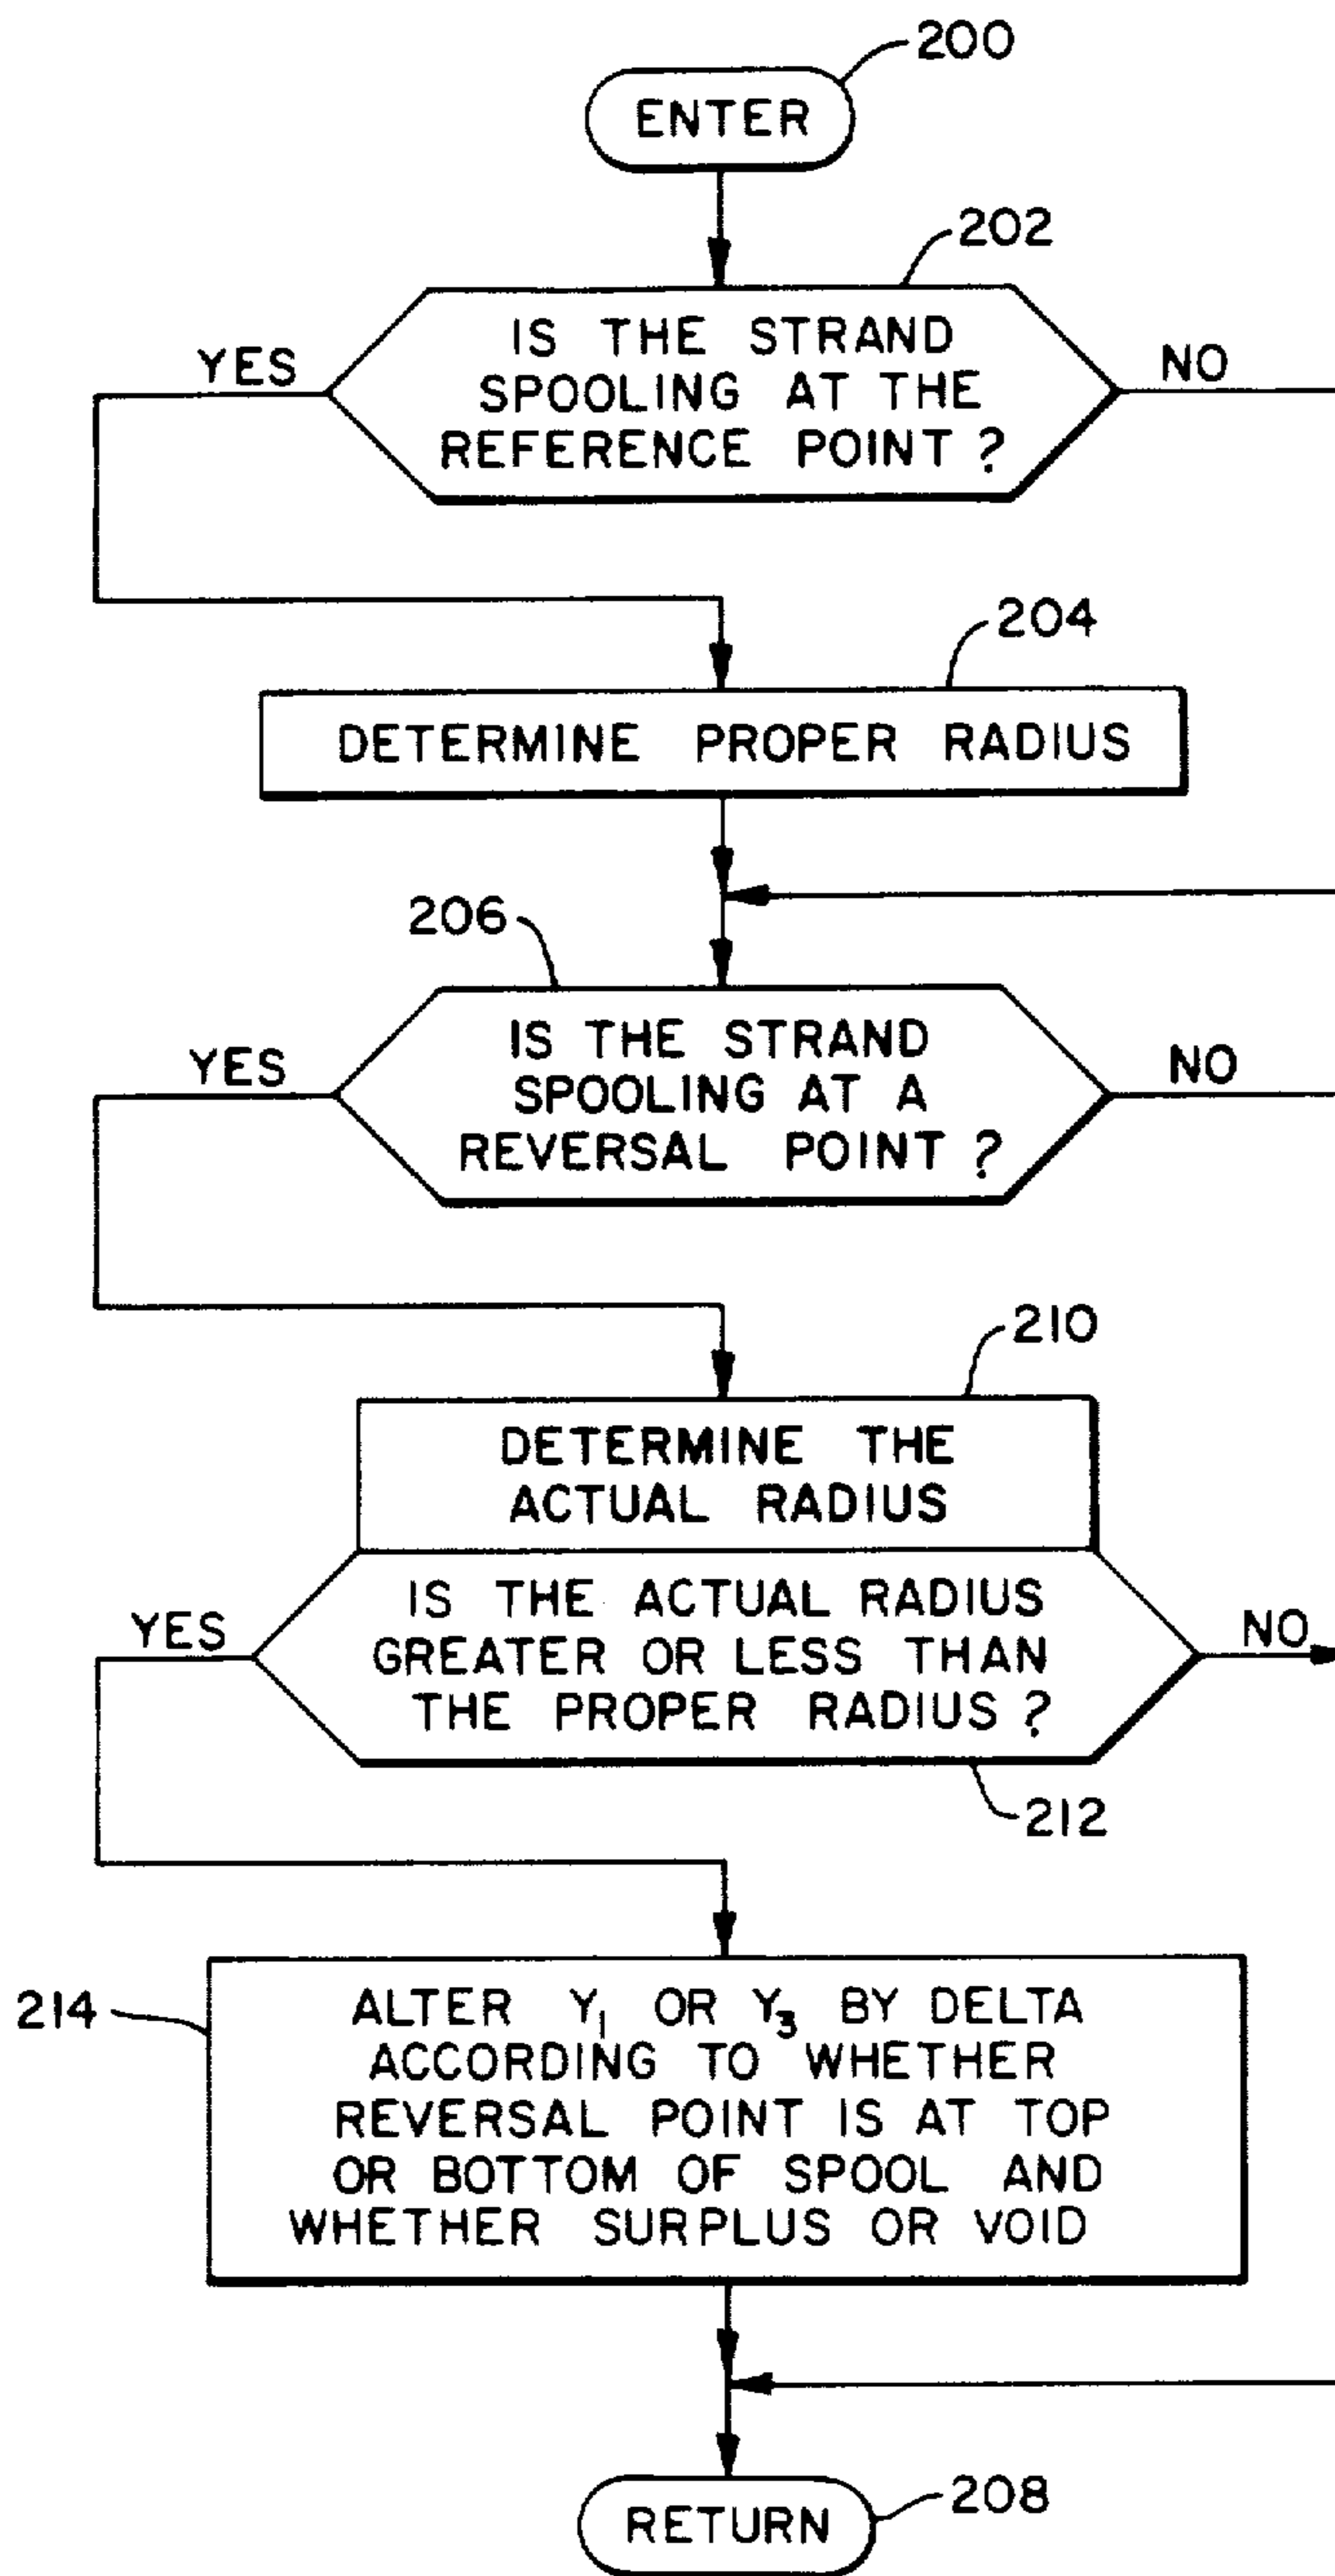 200
ENTER
202
IS THE STRAND
SPOOLING AT THE
REFERENCE POINT ?
YES
NO
204
DETERMINE PROPER RADIUS
206
IS THE STRAND
SPOOLING AT A
REVERSAL POINT ?
YES
NO
210
DETERMINE THE
ACTUAL RADIUS
IS THE ACTUAL RADIUS
GREATER OR LESS THAN
THE PROPER RADIUS ?
YES
NO
212
214
ALTER Y₁ OR Y₃ BY DELTA
ACCORDING TO WHETHER
REVERSAL POINT IS AT TOP
OR BOTTOM OF SPOOL AND
WHETHER SURPLUS OR VOID
RETURN
208